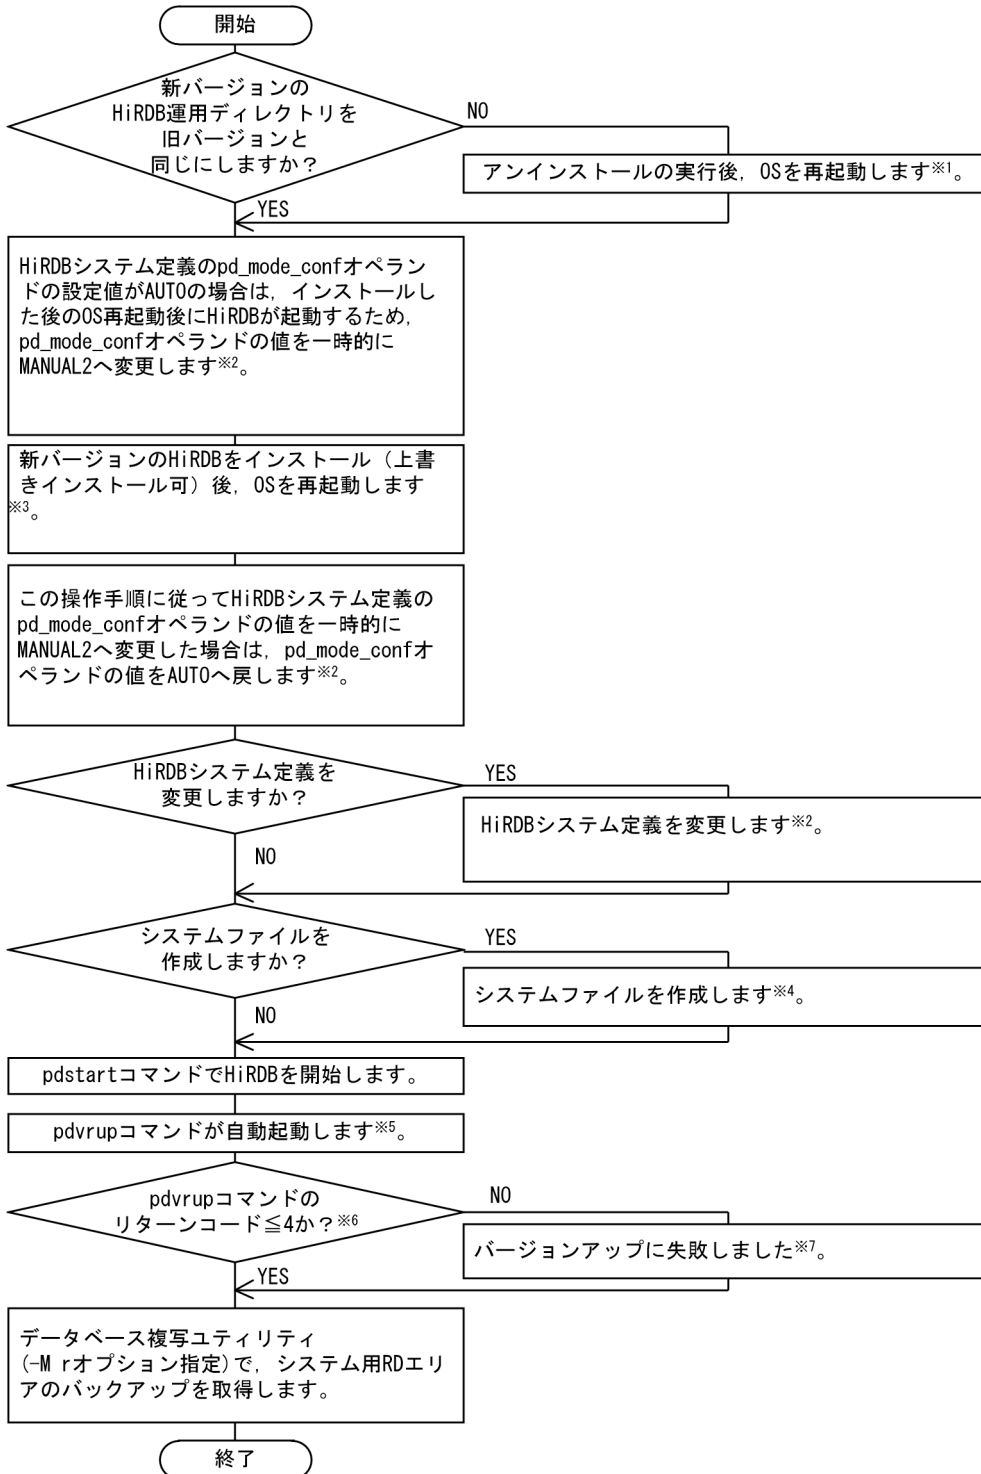 開始
新バージョンの
HiRDB運用ディレクトリを
旧バージョンと
同じにしますか？
NO
アンインストールの実行後，OSを再起動します※1。
YES
HiRDBシステム定義のpd_mode_confオペラン
ドの設定値がAUTOの場合は，インストールし
た後のOS再起動後にHiRDBが起動するため，
pd_mode_confオペランドの値を一時的に
MANUAL2へ変更します※2。
新バージョンのHiRDBをインストール（上書
きインストール可）後，OSを再起動します
※3。
この操作手順に従ってHiRDBシステム定義の
pd_mode_confオペランドの値を一時的に
MANUAL2へ変更した場合は，pd_mode_confオ
ペランドの値をAUTOへ戻します※2。
HiRDBシステム定義を
変更しますか？
YES
HiRDBシステム定義を変更します※2。
NO
システムファイルを
作成しますか？
YES
システムファイルを作成します※4。
NO
pdstartコマンドでHiRDBを開始します。
pdvrupコマンドが自動起動します※5。
pdvrupコマンドの
リターンコード≦4か？※6
NO
バージョンアップに失敗しました※7。
YES
データベース複写ユティリティ
(-M rオプション指定)で，システム用RDエリ
アのバックアップを取得します。
終了